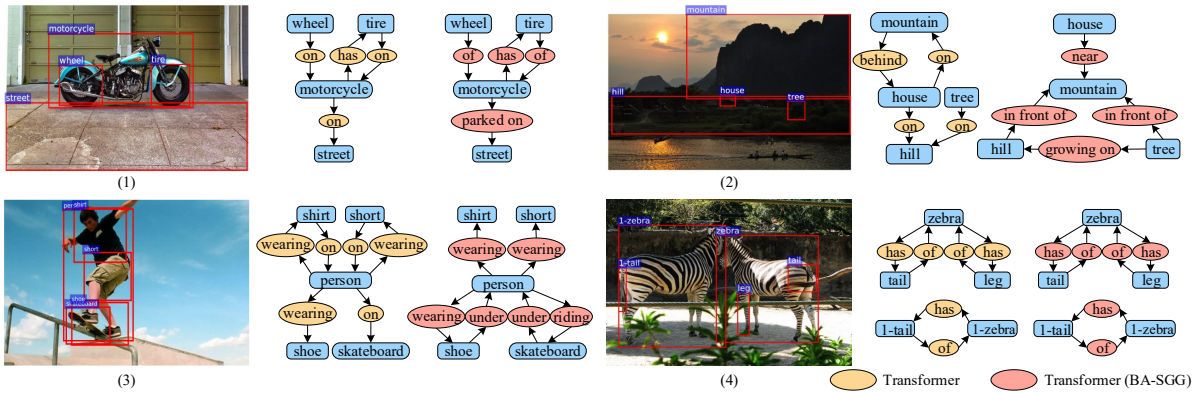 motorcycle
wheel
tire
street
wheel
tire
on
has
on
motorcycle
on
street
wheel
tire
of
has
of
motorcycle
parked on
street
(1)
mountain
hill
house
tree
mountain
behind
on
house
tree
on
on
hill
house
near
mountain
in front of
in front of
hill
growing on
tree
(2)
shirt
short
shoe
shirt
short
wearing
on
on
wearing
person
wearing
on
shoe
skateboard
shirt
short
wearing
wearing
person
wearing
under
under
riding
shoe
skateboard
(3)
1-zebra
zebra
1-tail
tail
leg
zebra
has
of
of
has
tail
leg
has
1-tail
1-zebra
of
zebra
has
of
of
has
tail
leg
has
1-tail
1-zebra
of
(4)
Transformer
Transformer (BA-SGG)